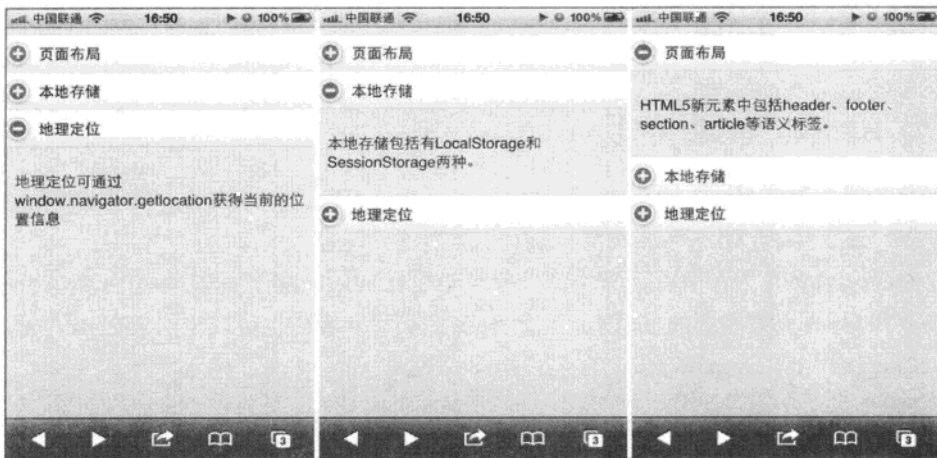 中国联通 16:50 100%
页面布局
本地存储
地理定位
地理定位可通过
window.navigator.getlocation获得当前的位
置信息
3
中国联通 16:50 100%
页面布局
本地存储
本地存储包括有LocalStorage和
SessionStorage两种。
地理定位
3
中国联通 16:50 100%
页面布局
HTML5新元素中包括header、footer、
section、article等语义标签。
本地存储
地理定位
3